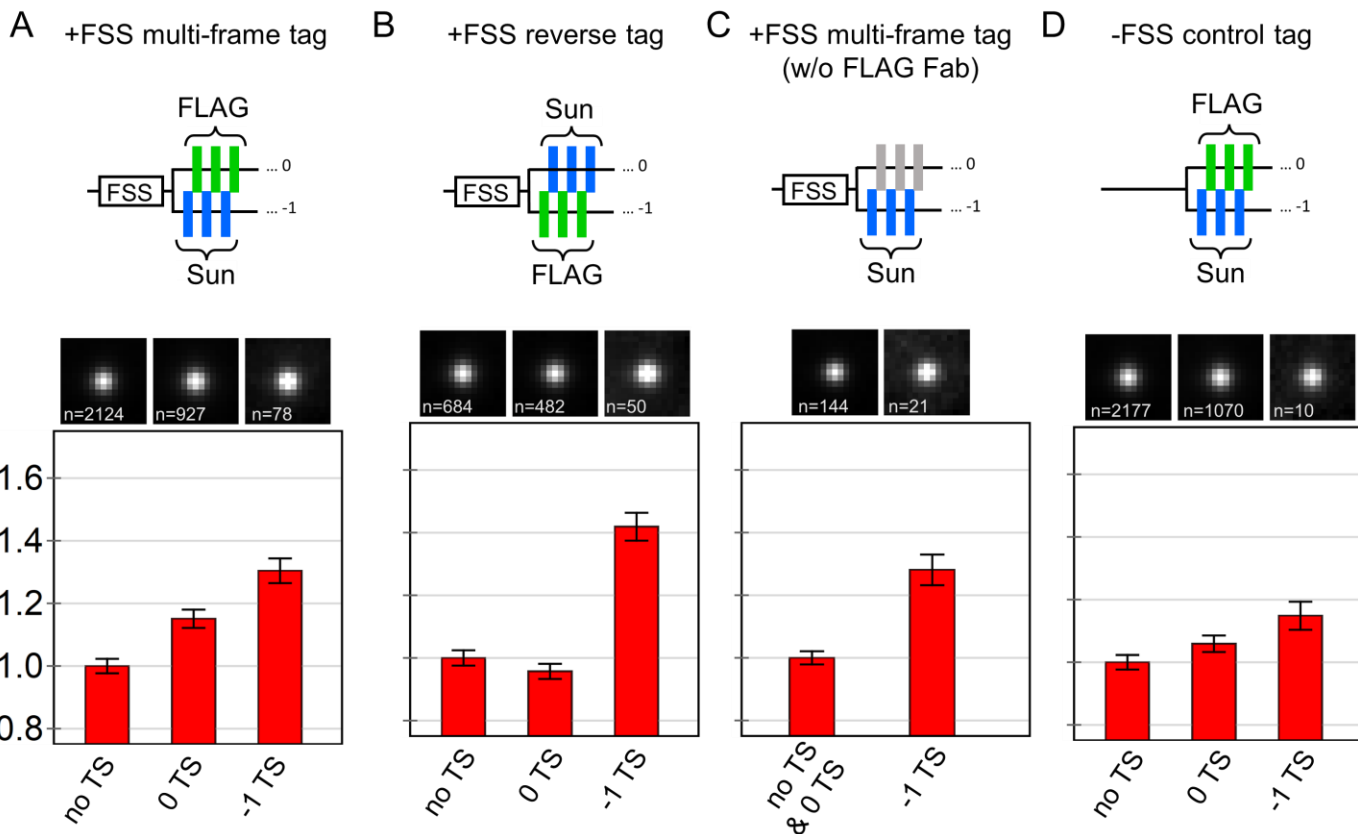 A +FSS multi-frame tag
FLAG
... 0
FSS
... -1
Sun
n=2124 n=927 n=78
1.6
1.4
1.2
1.0
0.8
no TS 0 TS -1 TS
B +FSS reverse tag
Sun
... 0
FSS
... -1
FLAG
n=684 n=482 n=50
no TS 0 TS -1 TS
C +FSS multi-frame tag
(w/o FLAG Fab)
... 0
FSS
... -1
Sun
n=144 n=21
no TS
& 0 TS
-1 TS
D -FSS control tag
FLAG
... 0
... -1
Sun
n=2177 n=1070 n=10
no TS 0 TS -1 TS